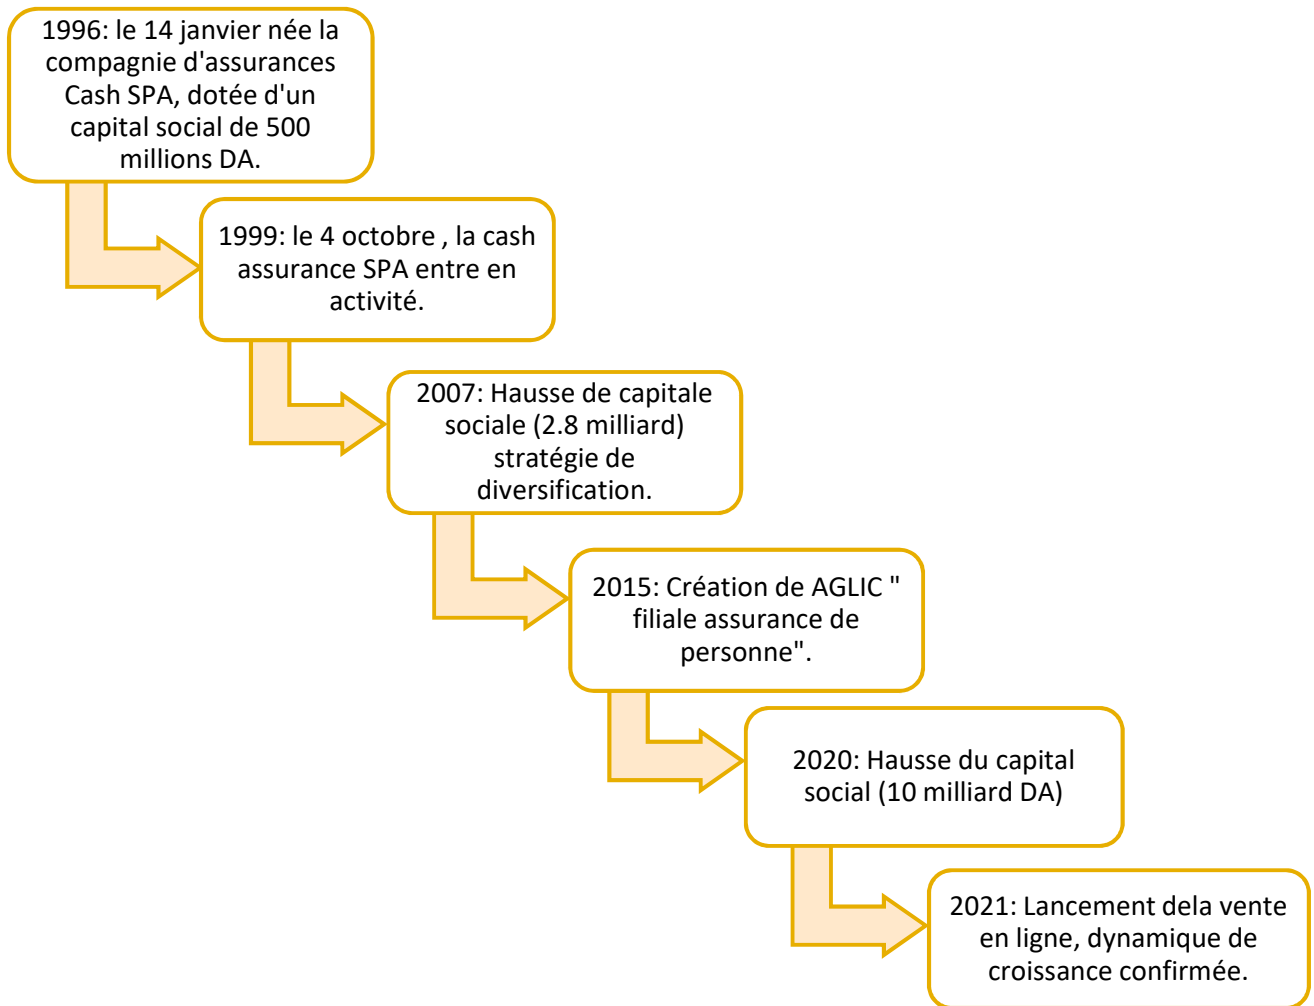 1996: le 14 janvier née la
compagnie d'assurances
Cash SPA, dotée d'un
capital social de 500
millions DA.
1999: le 4 octobre , la cash
assurance SPA entre en
activité.
2007: Hausse de capitale
sociale (2.8 milliard)
stratégie de
diversification.
2015: Création de AGLIC "
filiale assurance de
personne".
2020: Hausse du capital
social (10 milliard DA)
2021: Lancement dela vente
en ligne, dynamique de
croissance confirmée.